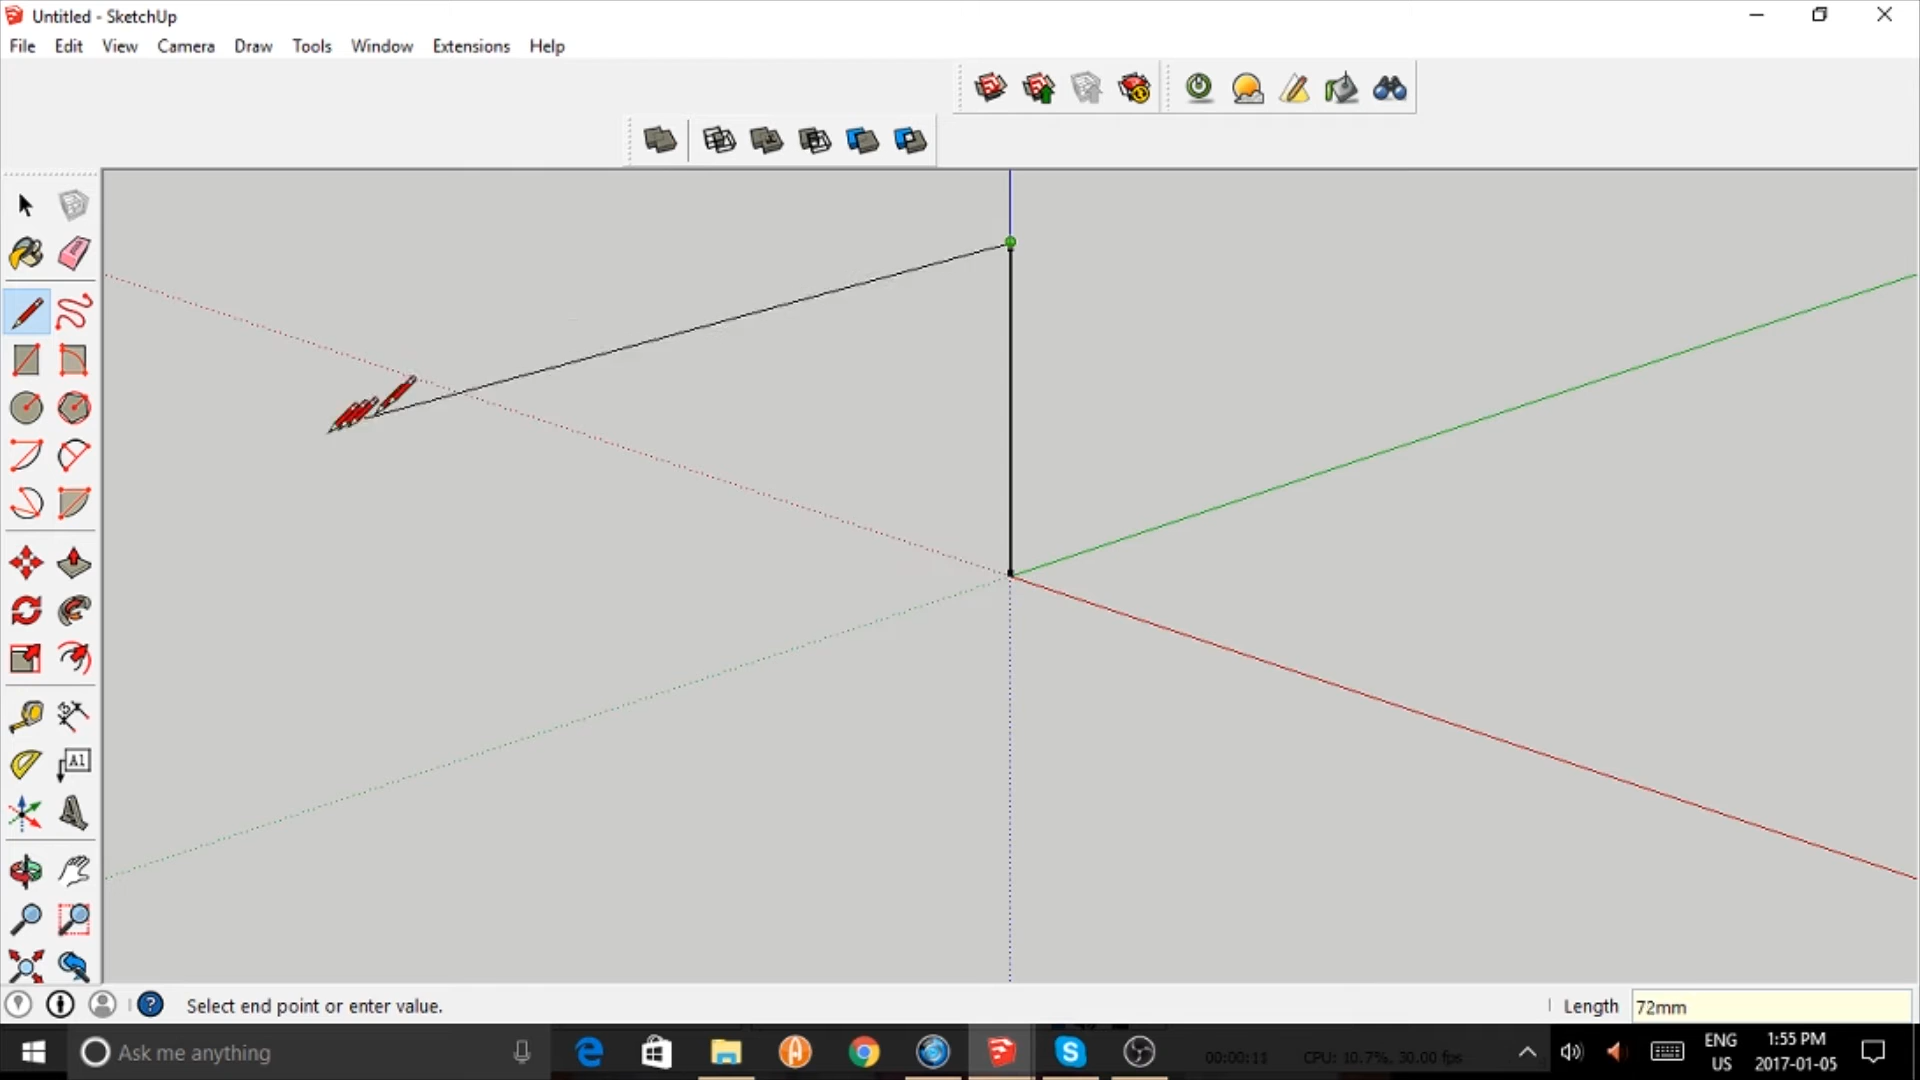 Untitled - SketchUp
File Edit View Camera Draw Tools Window Extensions Help
A1
Select end point or enter value.
Length 72mm
Ask me anything
00:00:11 CPU: 10.7%, 30.00 fps
ENG
US
1:55 PM
2017-01-05